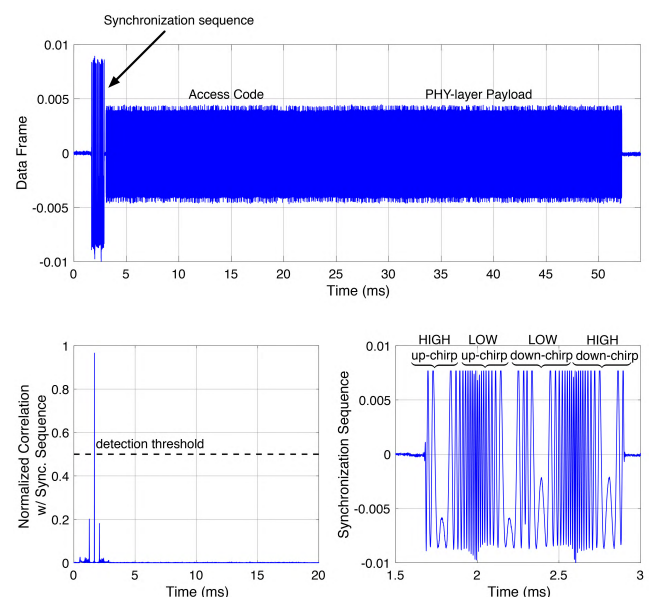 Synchronization sequence
0.01
0.005
0
-0.005
-0.01
Data Frame
Access Code
PHY-layer Payload
0 5 10 15 20 25 30 35 40 45 50
Time (ms)
1
0.8
0.6
0.4
0.2
0
Normalized Correlation
w/ Sync. Sequence
detection threshold
0 5 10 15 20
Time (ms)
HIGH LOW LOW HIGH
up-chirp up-chirp down-chirp down-chirp
0.01
0.005
0
-0.005
-0.01
Synchronization Sequence
1.5 2 2.5 3
Time (ms)